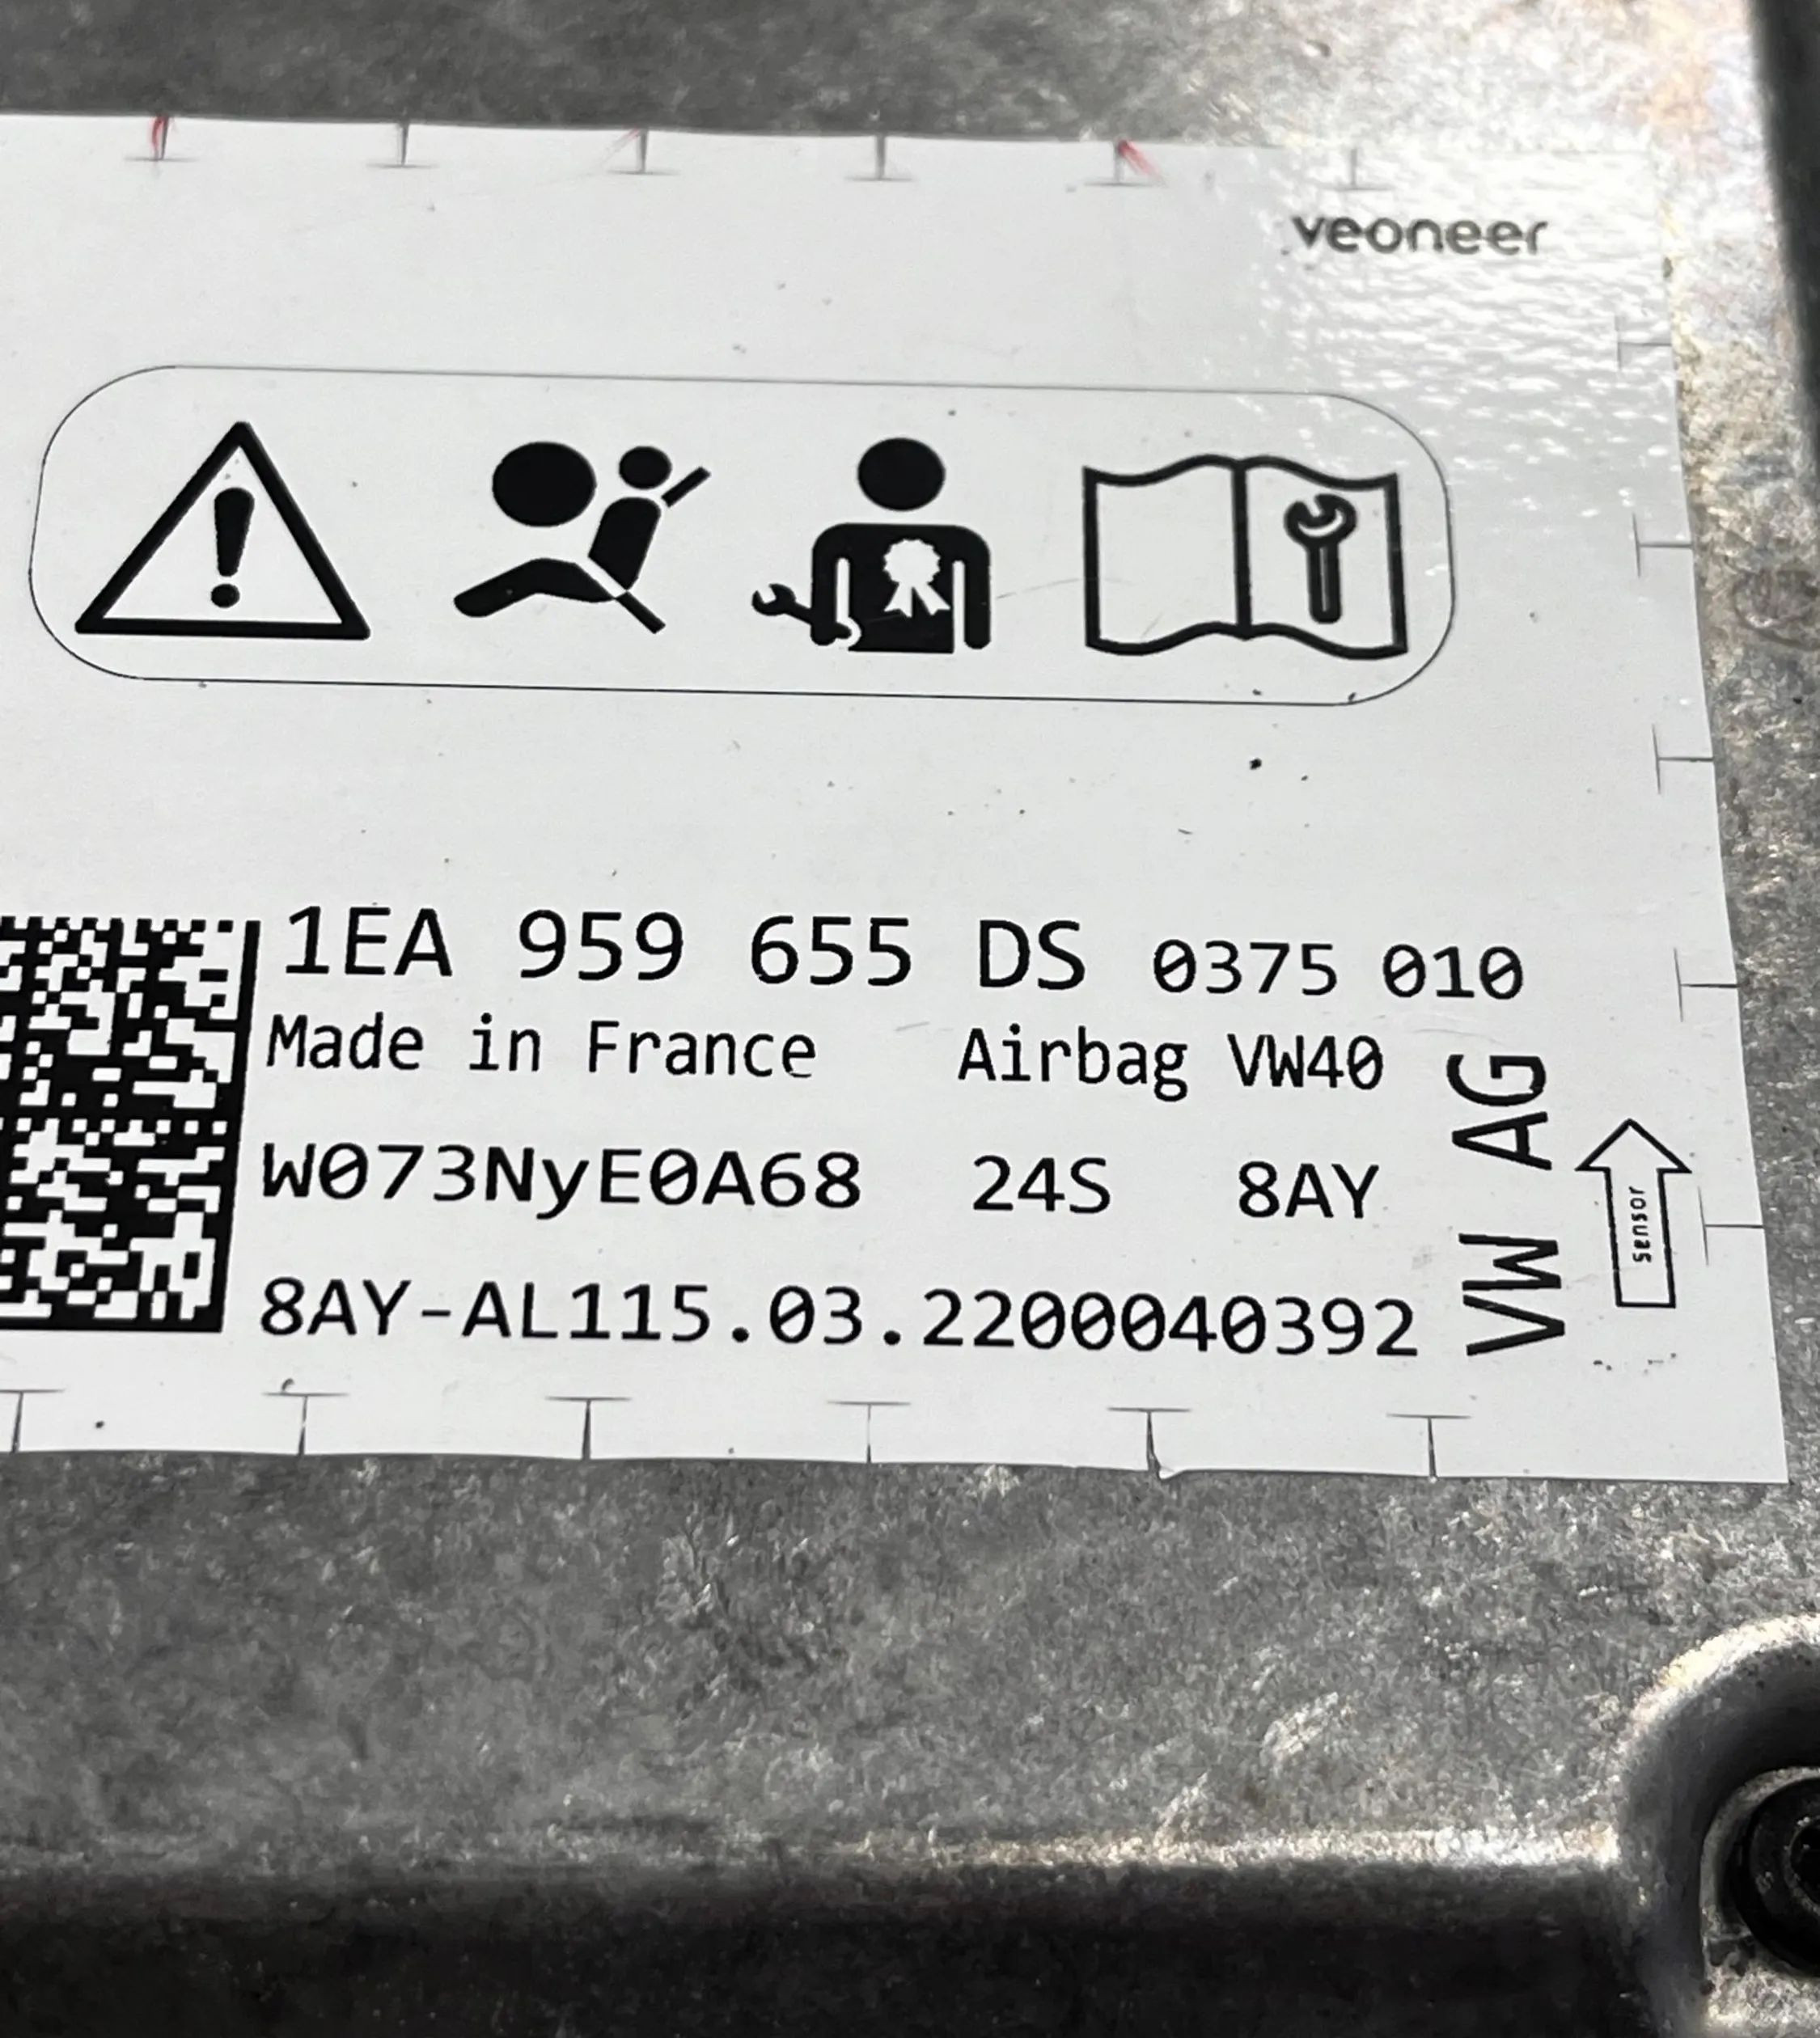 veoneer
1EA 959 655 DS 0375 010
Made in France Airbag VW40
W073NyE0A68 24S 8AY
8AY-AL115.03.2200040392
VW AG
Sensor